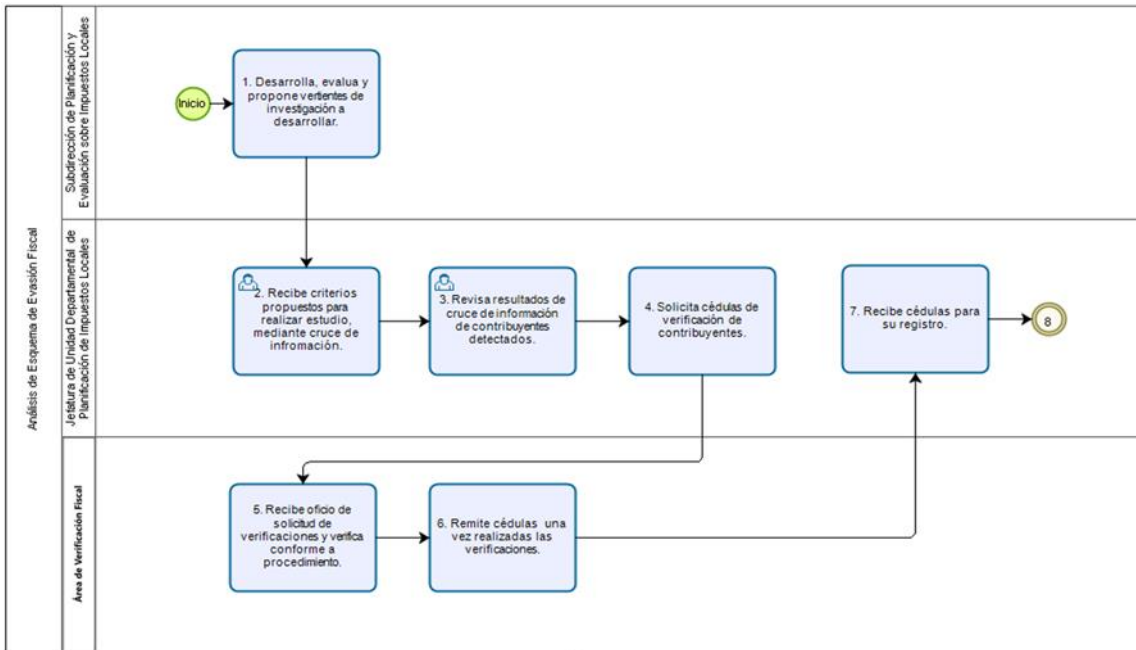 Análisis de Esquema de Evasión Fiscal
Subdirección de Planificación y
Evaluación sobre Impuestos Locales
Inicio
1. Desarrolla, evalua y
propone vertientes de
investigación a
desarrollar.
Jefatura de Unidad Departamental de
Planificación de Impuestos Locales
2. Recibe criterios
propuestos para
realizar estudio,
mediante cruce de
infromación.
3. Revisa resultados de
cruce de información
de contribuyentes
detectados.
4. Solicita cédulas de
verificación de
contribuyentes.
7. Recibe cédulas para
su registro.
8
Área de Verificación Fiscal
5. Recibe oficio de
solicitud de
verificaciones y verifica
conforme a
procedimiento.
6. Remite cédulas una
vez realizadas las
verificaciones.